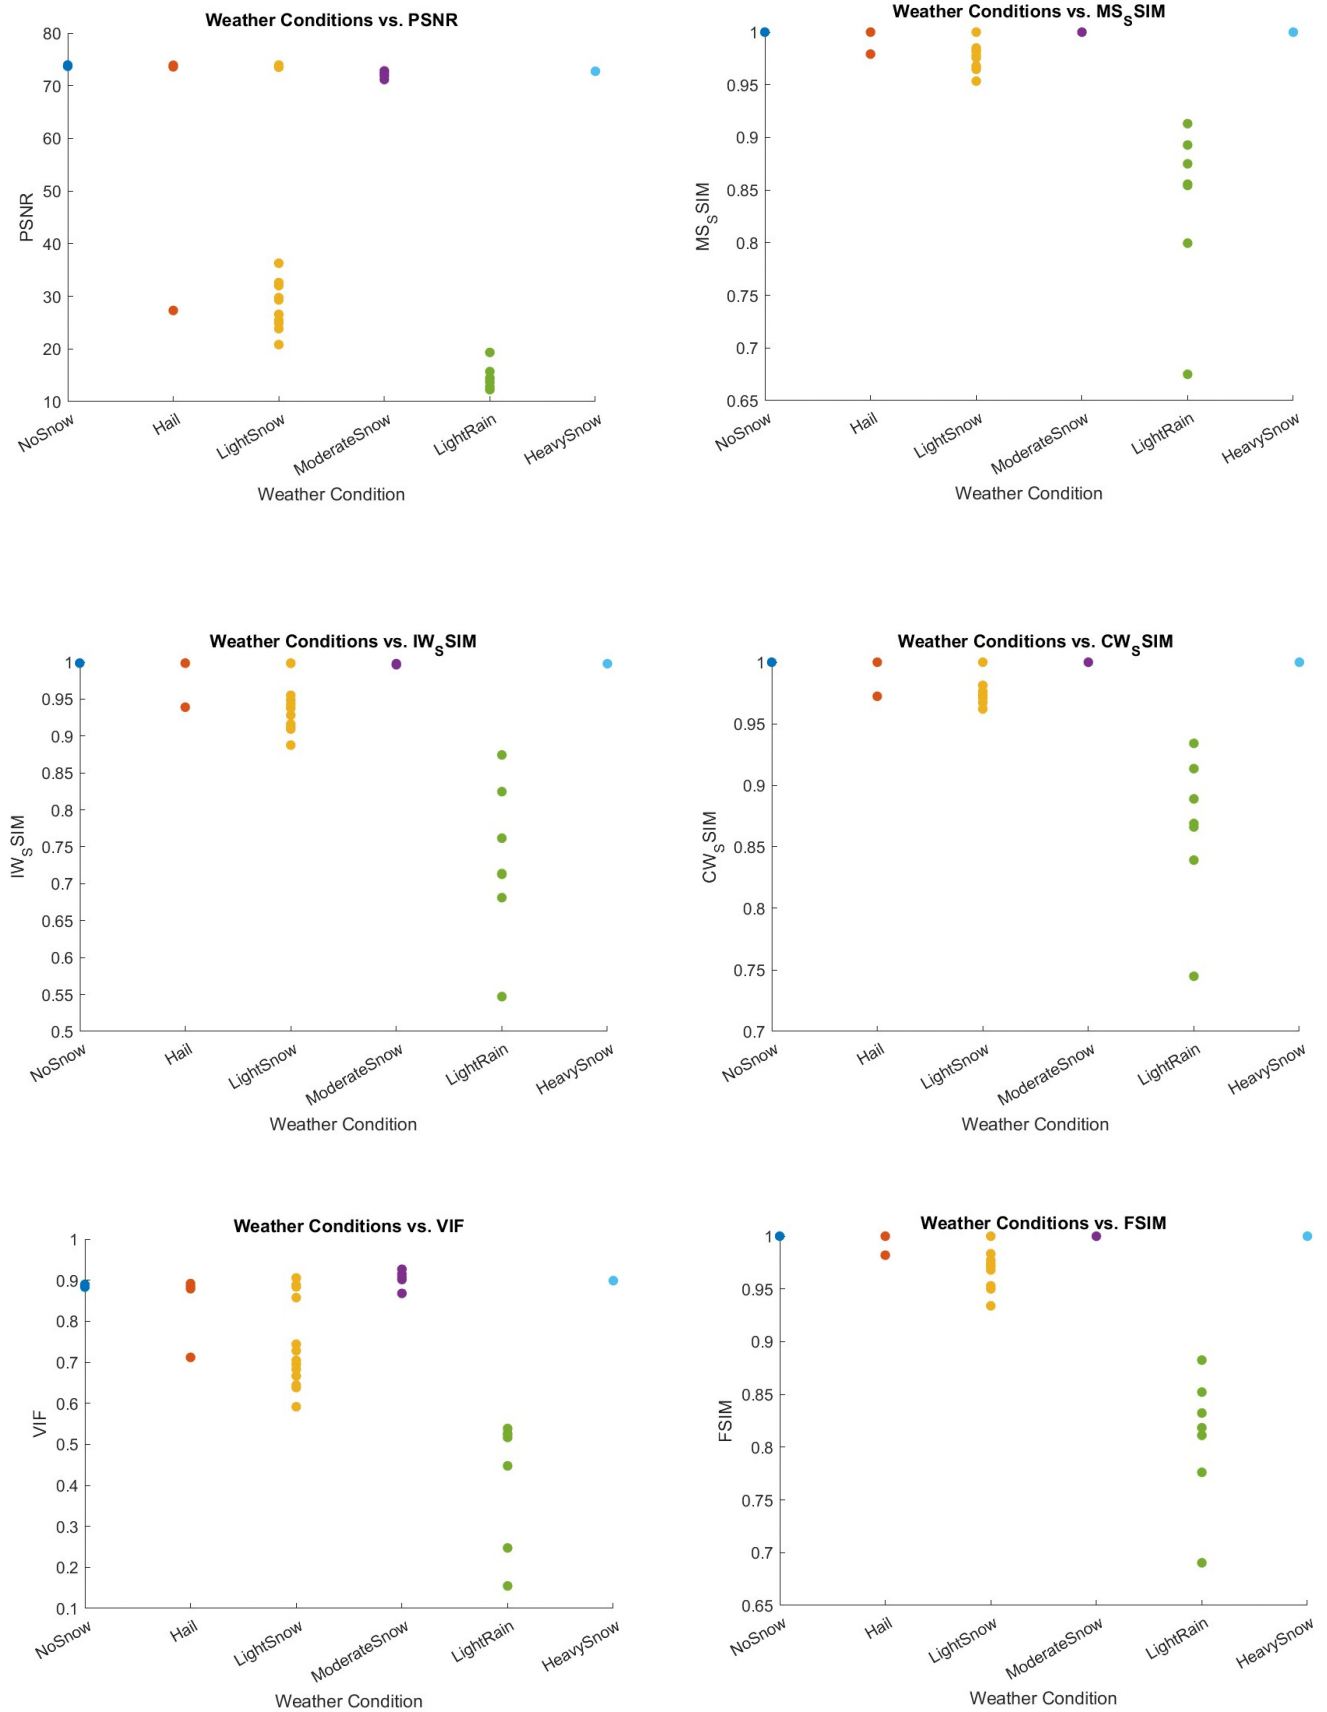 Weather Conditions vs. PSNR
80
70
60
50
40
30
20
10
PSNR
NoSnow
Hail
LightSnow
ModerateSnow
LightRain
HeavySnow
Weather Condition
Weather Conditions vs. MS_SSIM
1
0.95
0.9
0.85
0.8
0.75
0.7
0.65
MS_SSIM
NoSnow
Hail
LightSnow
ModerateSnow
LightRain
HeavySnow
Weather Condition
Weather Conditions vs. IW_SSIM
1
0.95
0.9
0.85
0.8
0.75
0.7
0.65
0.6
0.55
0.5
IW_SSIM
NoSnow
Hail
LightSnow
ModerateSnow
LightRain
HeavySnow
Weather Condition
Weather Conditions vs. CW_SSIM
1
0.95
0.9
0.85
0.8
0.75
0.7
CW_SSIM
NoSnow
Hail
LightSnow
ModerateSnow
LightRain
HeavySnow
Weather Condition
Weather Conditions vs. VIF
1
0.9
0.8
0.7
0.6
0.5
0.4
0.3
0.2
0.1
VIF
NoSnow
Hail
LightSnow
ModerateSnow
LightRain
HeavySnow
Weather Condition
Weather Conditions vs. FSIM
1
0.95
0.9
0.85
0.8
0.75
0.7
0.65
FSIM
NoSnow
Hail
LightSnow
ModerateSnow
LightRain
HeavySnow
Weather Condition